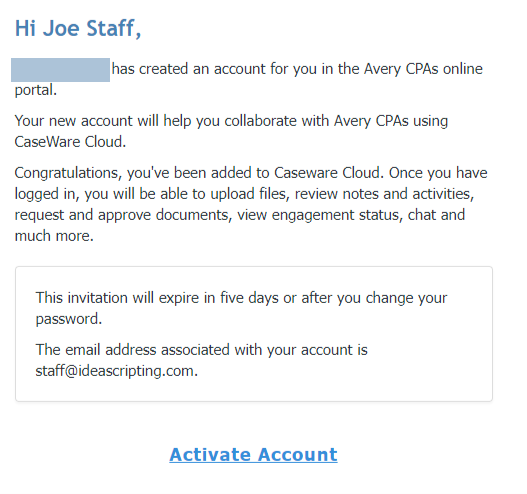 Hi Joe Staff,
has created an account for you in the Avery CPAs online
portal.
Your new account will help you collaborate with Avery CPAs using
CaseWare Cloud.
Congratulations, you've been added to Caseware Cloud. Once you have
logged in, you will be able to upload files, review notes and activities,
request and approve documents, view engagement status, chat and
much more.
This invitation will expire in five days or after you change your
password.
The email address associated with your account is
staff@ideascripting.com.
Activate Account